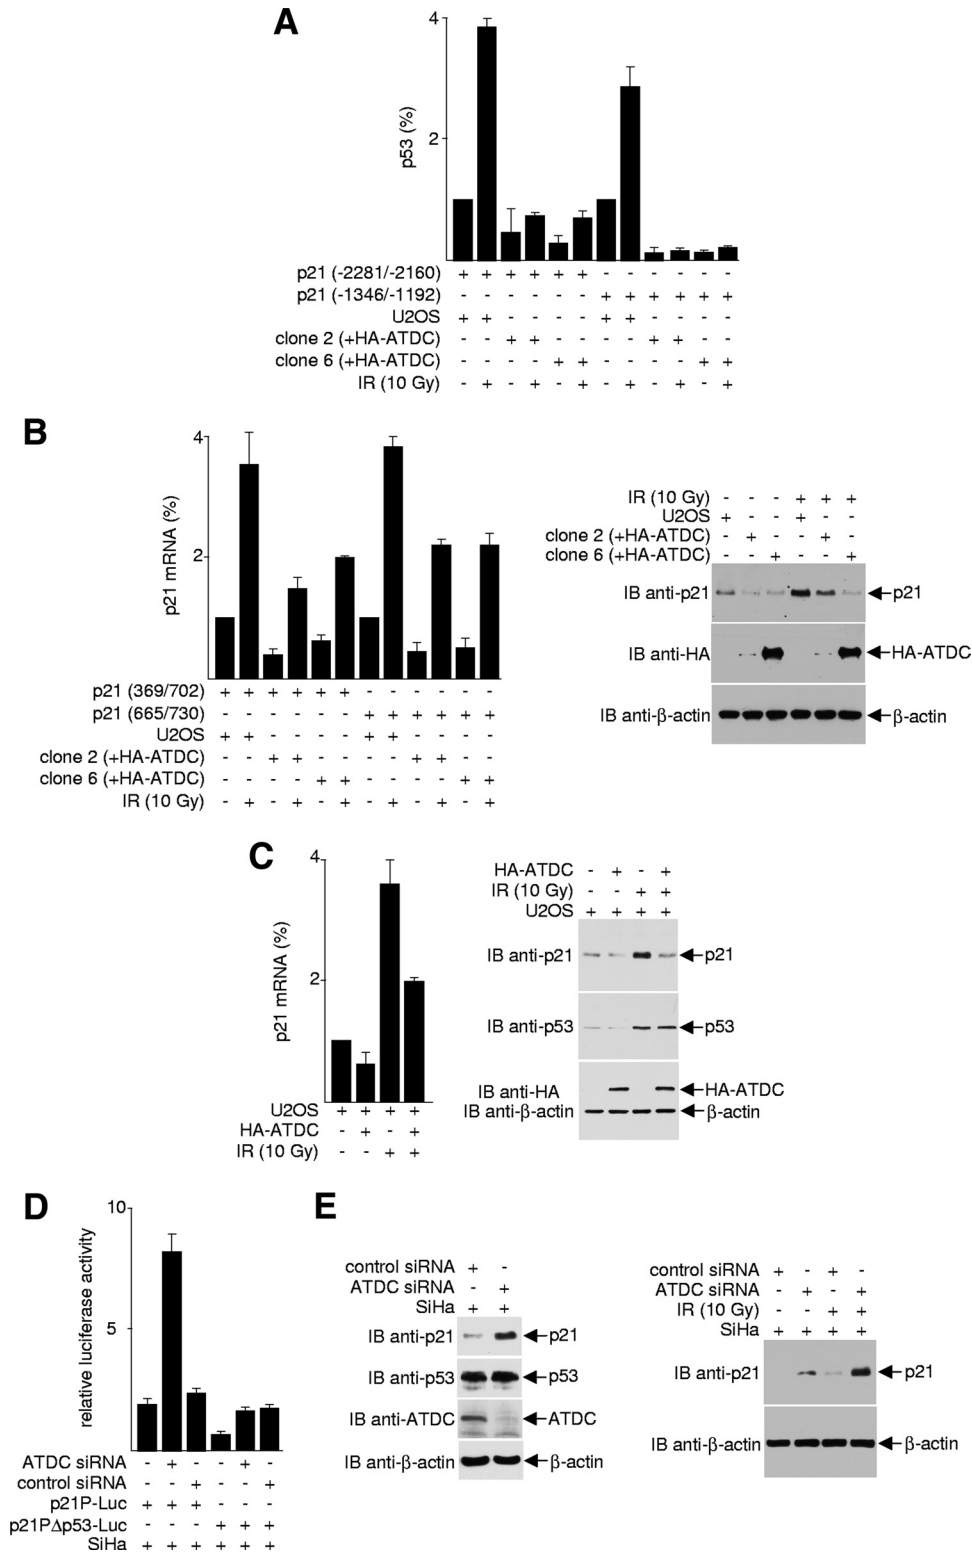 A
4
2
p53 (%)
p21 (-2281/-2160) + + + + + + - - - - - -
p21 (-1346/-1192) - - - - - - + + + + + +
U2OS + + - - - - + + - - - -
clone 2 (+HA-ATDC) - - + + - - - - + + - -
clone 6 (+HA-ATDC) - - - - + + - - - - + +
IR (10 Gy) - + - + - + - + - + - +
B
4
2
p21 mRNA (%)
p21 (369/702) + + + + + + - - - - - -
p21 (665/730) - - - - - - + + + + + +
U2OS + + - - - - + + - - - -
clone 2 (+HA-ATDC) - - + + - - - - + + - -
clone 6 (+HA-ATDC) - - - - + + - - - - + +
IR (10 Gy) - + - + - + - + - + - +
IR (10 Gy) - - - + + +
U2OS + - - + - -
clone 2 (+HA-ATDC) - + - - + -
clone 6 (+HA-ATDC) - - + - - +
IB anti-p21 p21
IB anti-HA HA-ATDC
IB anti-β-actin β-actin
C
4
2
p21 mRNA (%)
U2OS + + + +
HA-ATDC - + - +
IR (10 Gy) - - + +
HA-ATDC - + - +
IR (10 Gy) - - + +
U2OS + + + +
IB anti-p21 p21
IB anti-p53 p53
IB anti-HA HA-ATDC
IB anti-β-actin β-actin
D
10
5
relative luciferase activity
ATDC siRNA - + - - + -
control siRNA - - + - - +
p21P-Luc + + + - - -
p21PΔp53-Luc - - - + + +
SiHa + + + + + +
E
control siRNA + -
ATDC siRNA - +
SiHa + +
IB anti-p21 p21
IB anti-p53 p53
IB anti-ATDC ATDC
IB anti-β-actin β-actin
control siRNA + - + -
ATDC siRNA - + - +
IR (10 Gy) - - + +
SiHa + + + +
IB anti-p21 p21
IB anti-β-actin β-actin